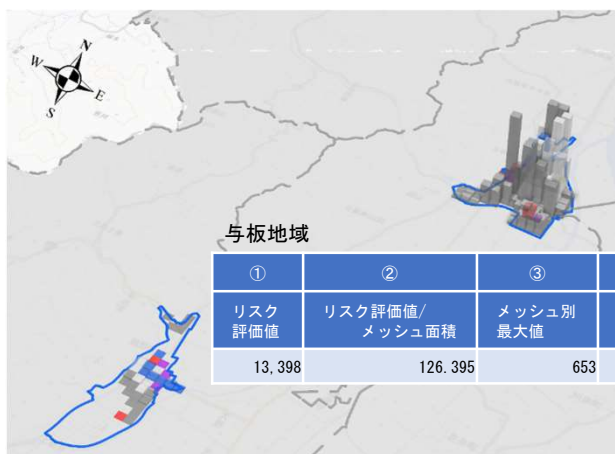 N
W
E
S
与板地域
① ② ③
リスク
評価値
リスク評価値/
メッシュ面積
メッシュ別
最大値
13,398 126.395 653